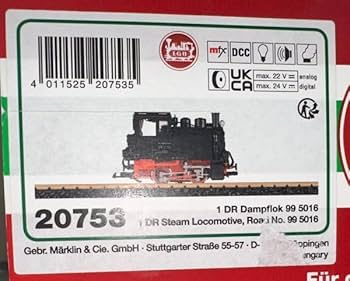 LGB
mfx
DCC
4 011525 207535
UK
CA
max. 22 V analog
max. 24 V digital
20753
1 DR Dampflok 99 5016
1 DR Steam Locomotive, Road No. 99 5016
Gebr. Märklin & Cie. GmbH · Stuttgarter Straße 55-57 · D-